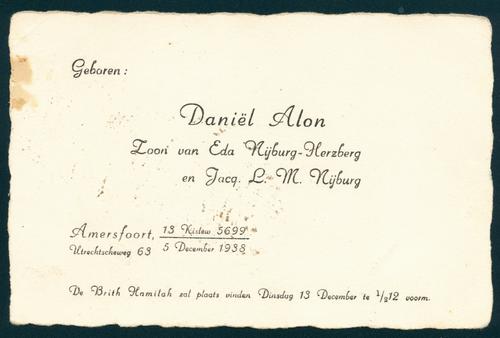 Geboren:
Daniël Alon
Zoon van Eda Nijburg-Herzberg
en Jacq. L. M. Nijburg
Amersfoort, 13 Kislew 5699
Utrechtscheweg 63 5 December 1938
De Brith Hamilah zal plaats vinden Dinsdag 13 December te 1/2 12 voorm.